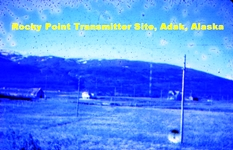 Rocky Point Transmitter Site, Adak, Alaska